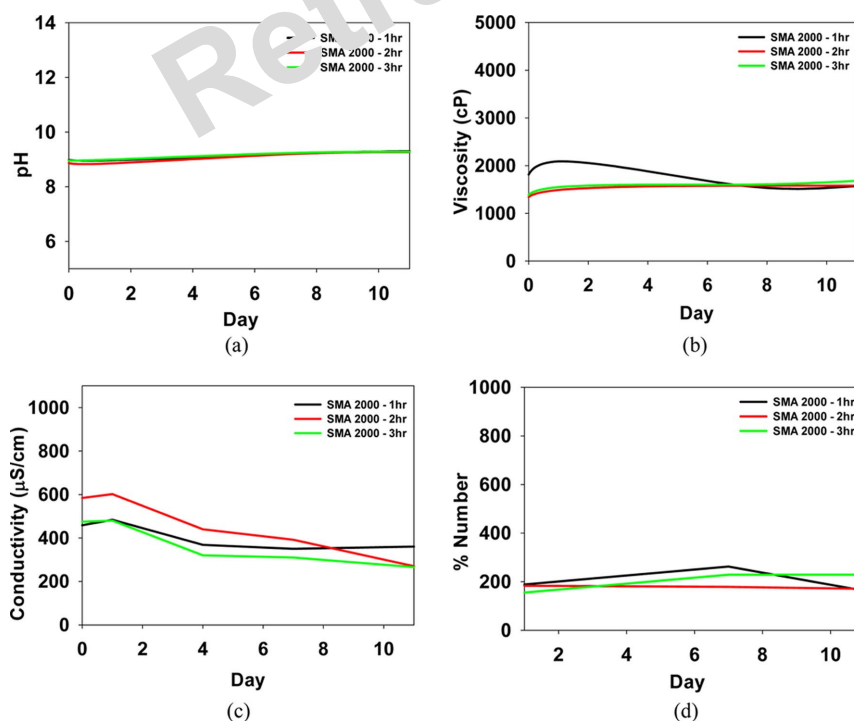 Retr
14
12
10
8
6
pH
SMA 2000 - 1hr
SMA 2000 - 2hr
SMA 2000 - 3hr
0 2 4 6 8 10
Day
(a)
5000
4000
3000
2000
1000
0
Viscosity (cP)
SMA 2000 - 1hr
SMA 2000 - 2hr
SMA 2000 - 3hr
0 2 4 6 8 10
Day
(b)
1000
800
600
400
200
0
Conductivity (μS/cm)
SMA 2000 - 1hr
SMA 2000 - 2hr
SMA 2000 - 3hr
0 2 4 6 8 10
Day
(c)
1000
800
600
400
200
0
% Number
SMA 2000 - 1hr
SMA 2000 - 2hr
SMA 2000 - 3hr
2 4 6 8 10
Day
(d)